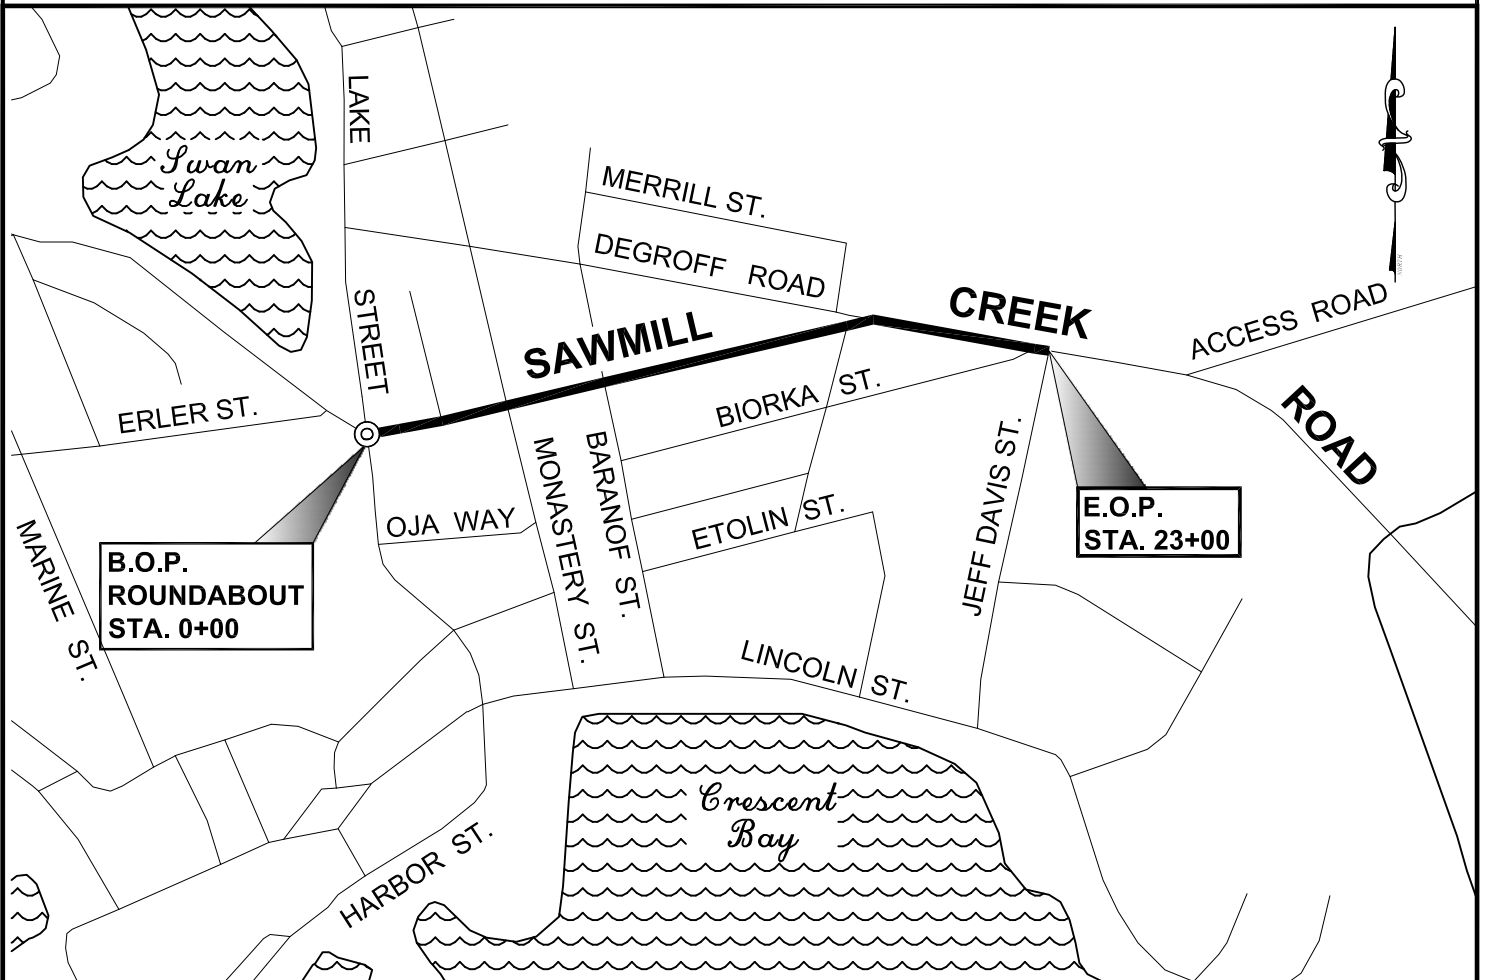 LAKE
STREET
Swan
Lake
MERRILL ST.
DEGROFF ROAD
SAWMILL
CREEK
ROAD
ACCESS ROAD
NORTH
ERLER ST.
BIORKA ST.
MONASTERY ST.
BARANOF ST.
OJA WAY
ETOLIN ST.
JEFF DAVIS ST.
E.O.P.
STA. 23+00
B.O.P.
ROUNDABOUT
STA. 0+00
MARINE ST.
LINCOLN ST.
Crescent
Bay
HARBOR ST.